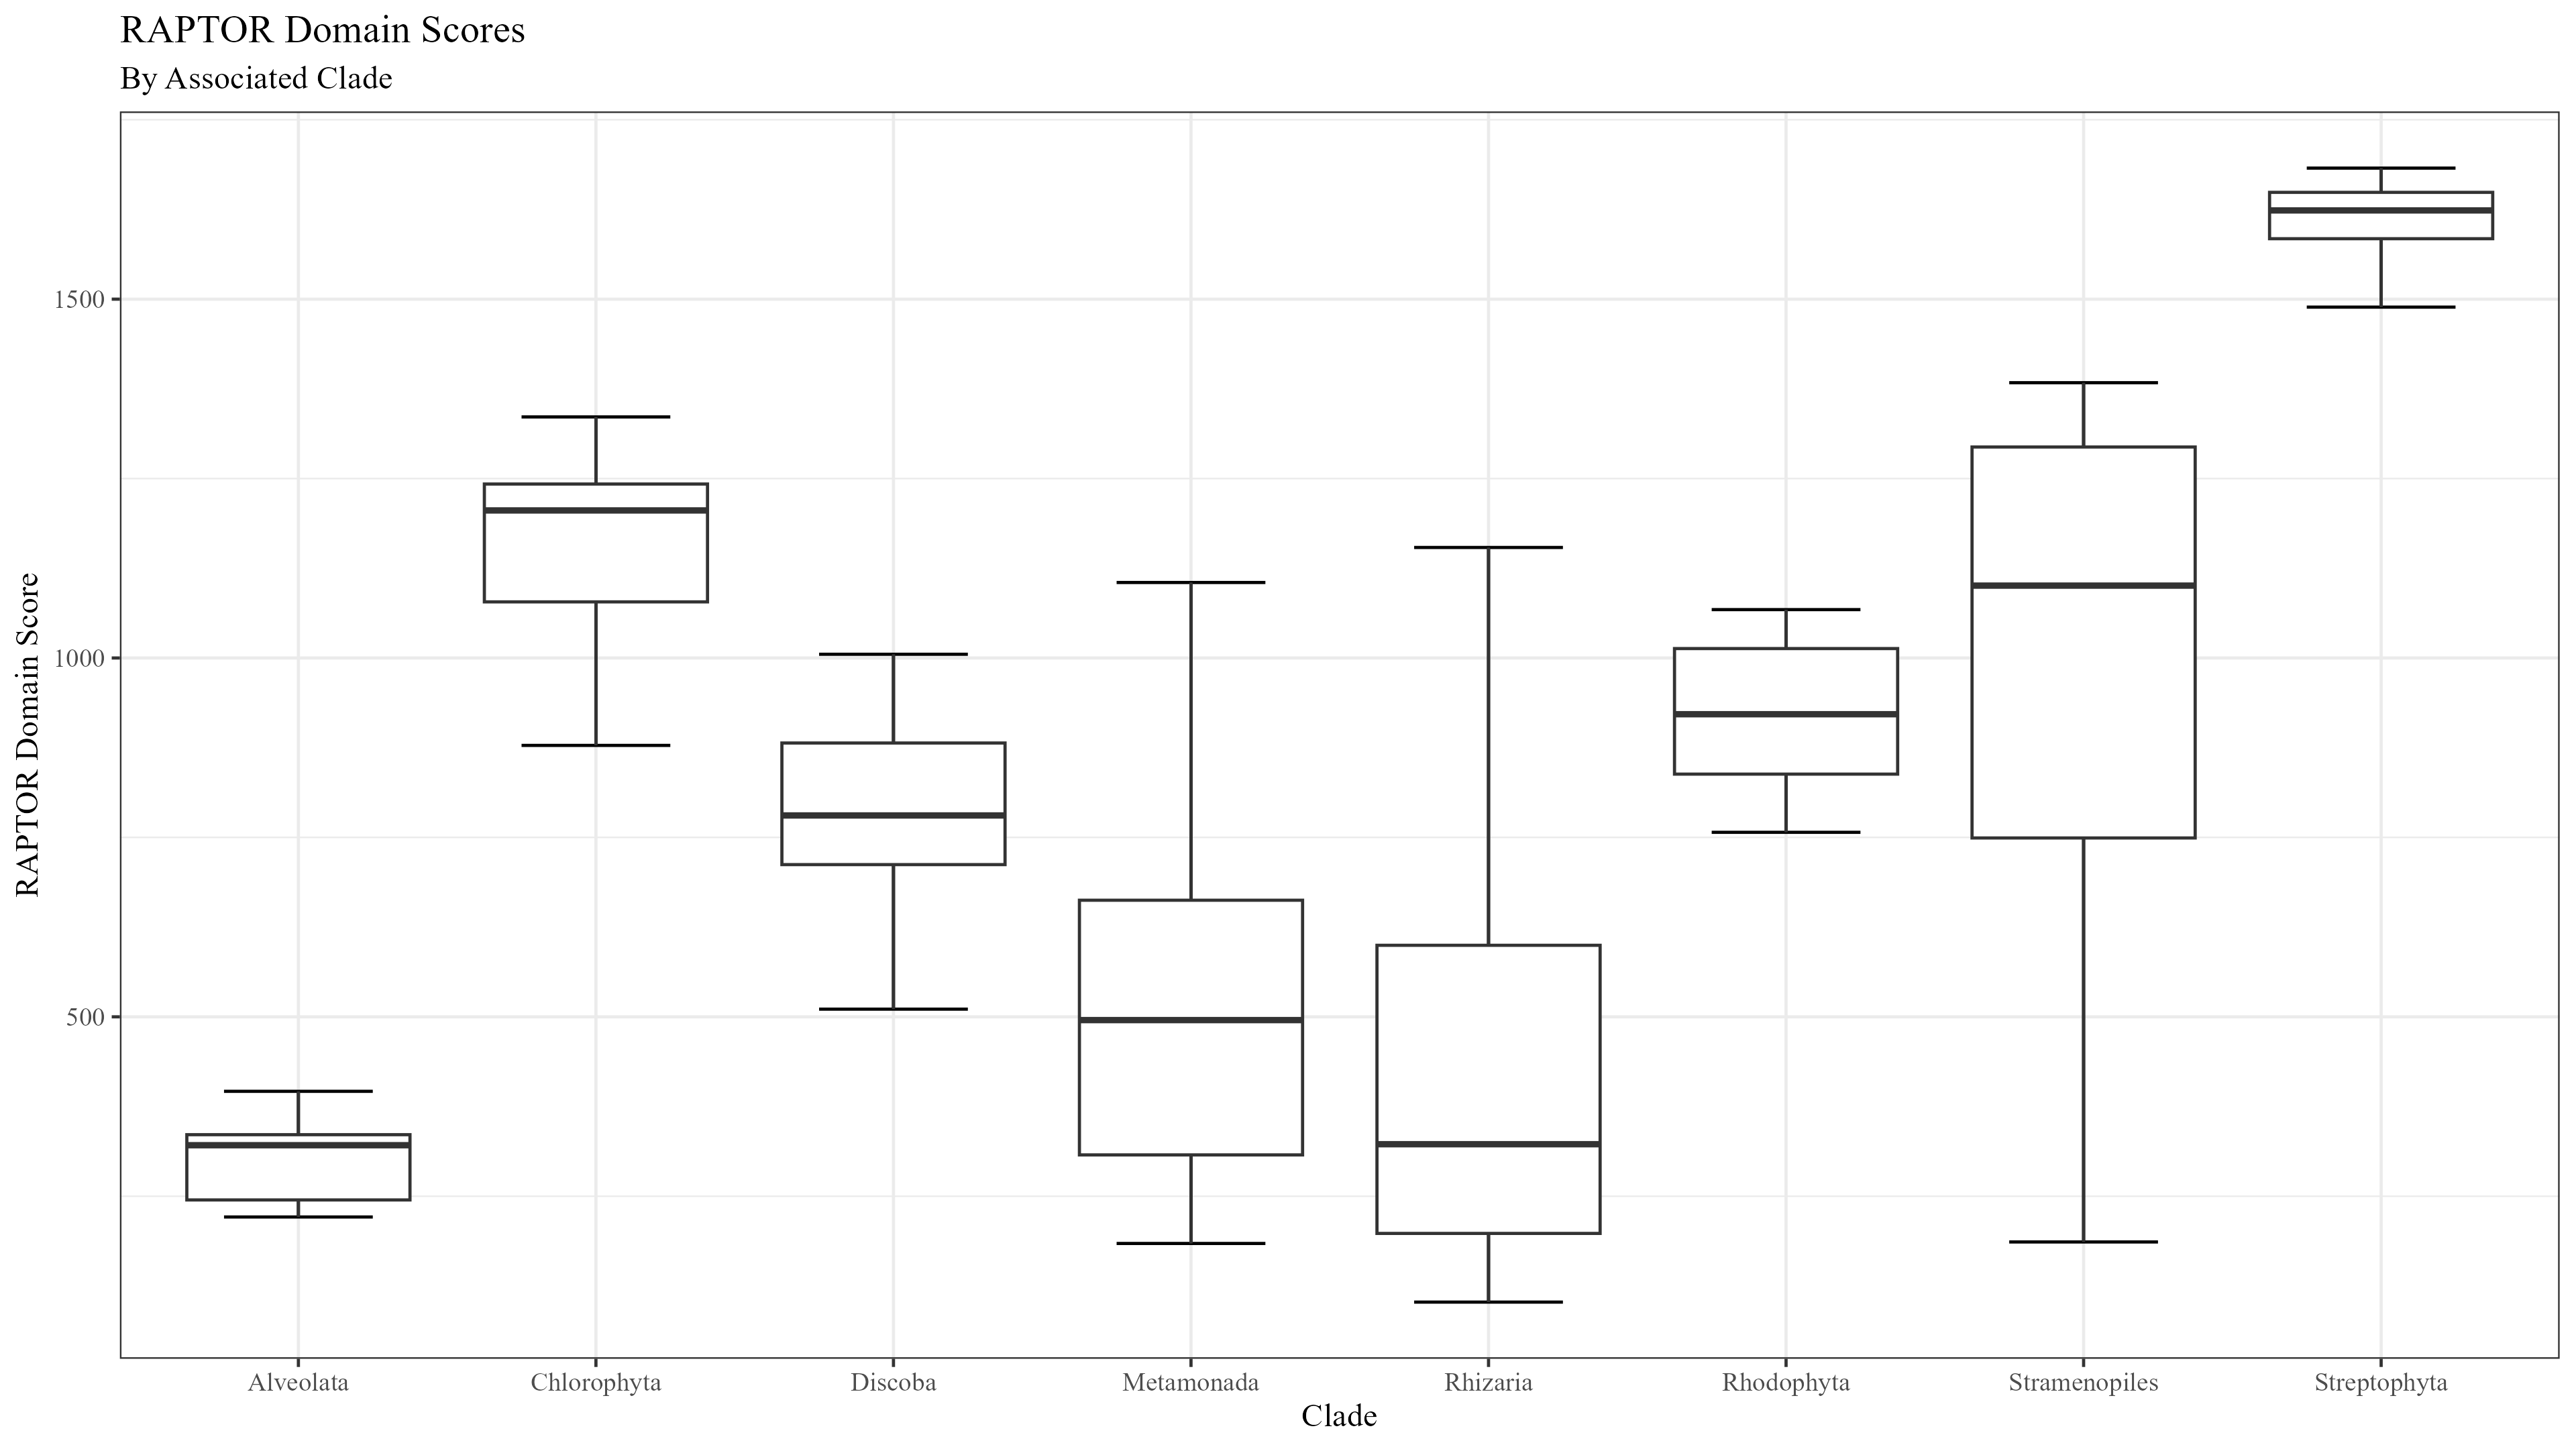 RAPTOR Domain Scores
By Associated Clade
RAPTOR Domain Score
1500
1000
500
Alveolata
Chlorophyta
Discoba
Metamonada
Rhizaria
Rhodophyta
Stramenopiles
Streptophyta
Clade